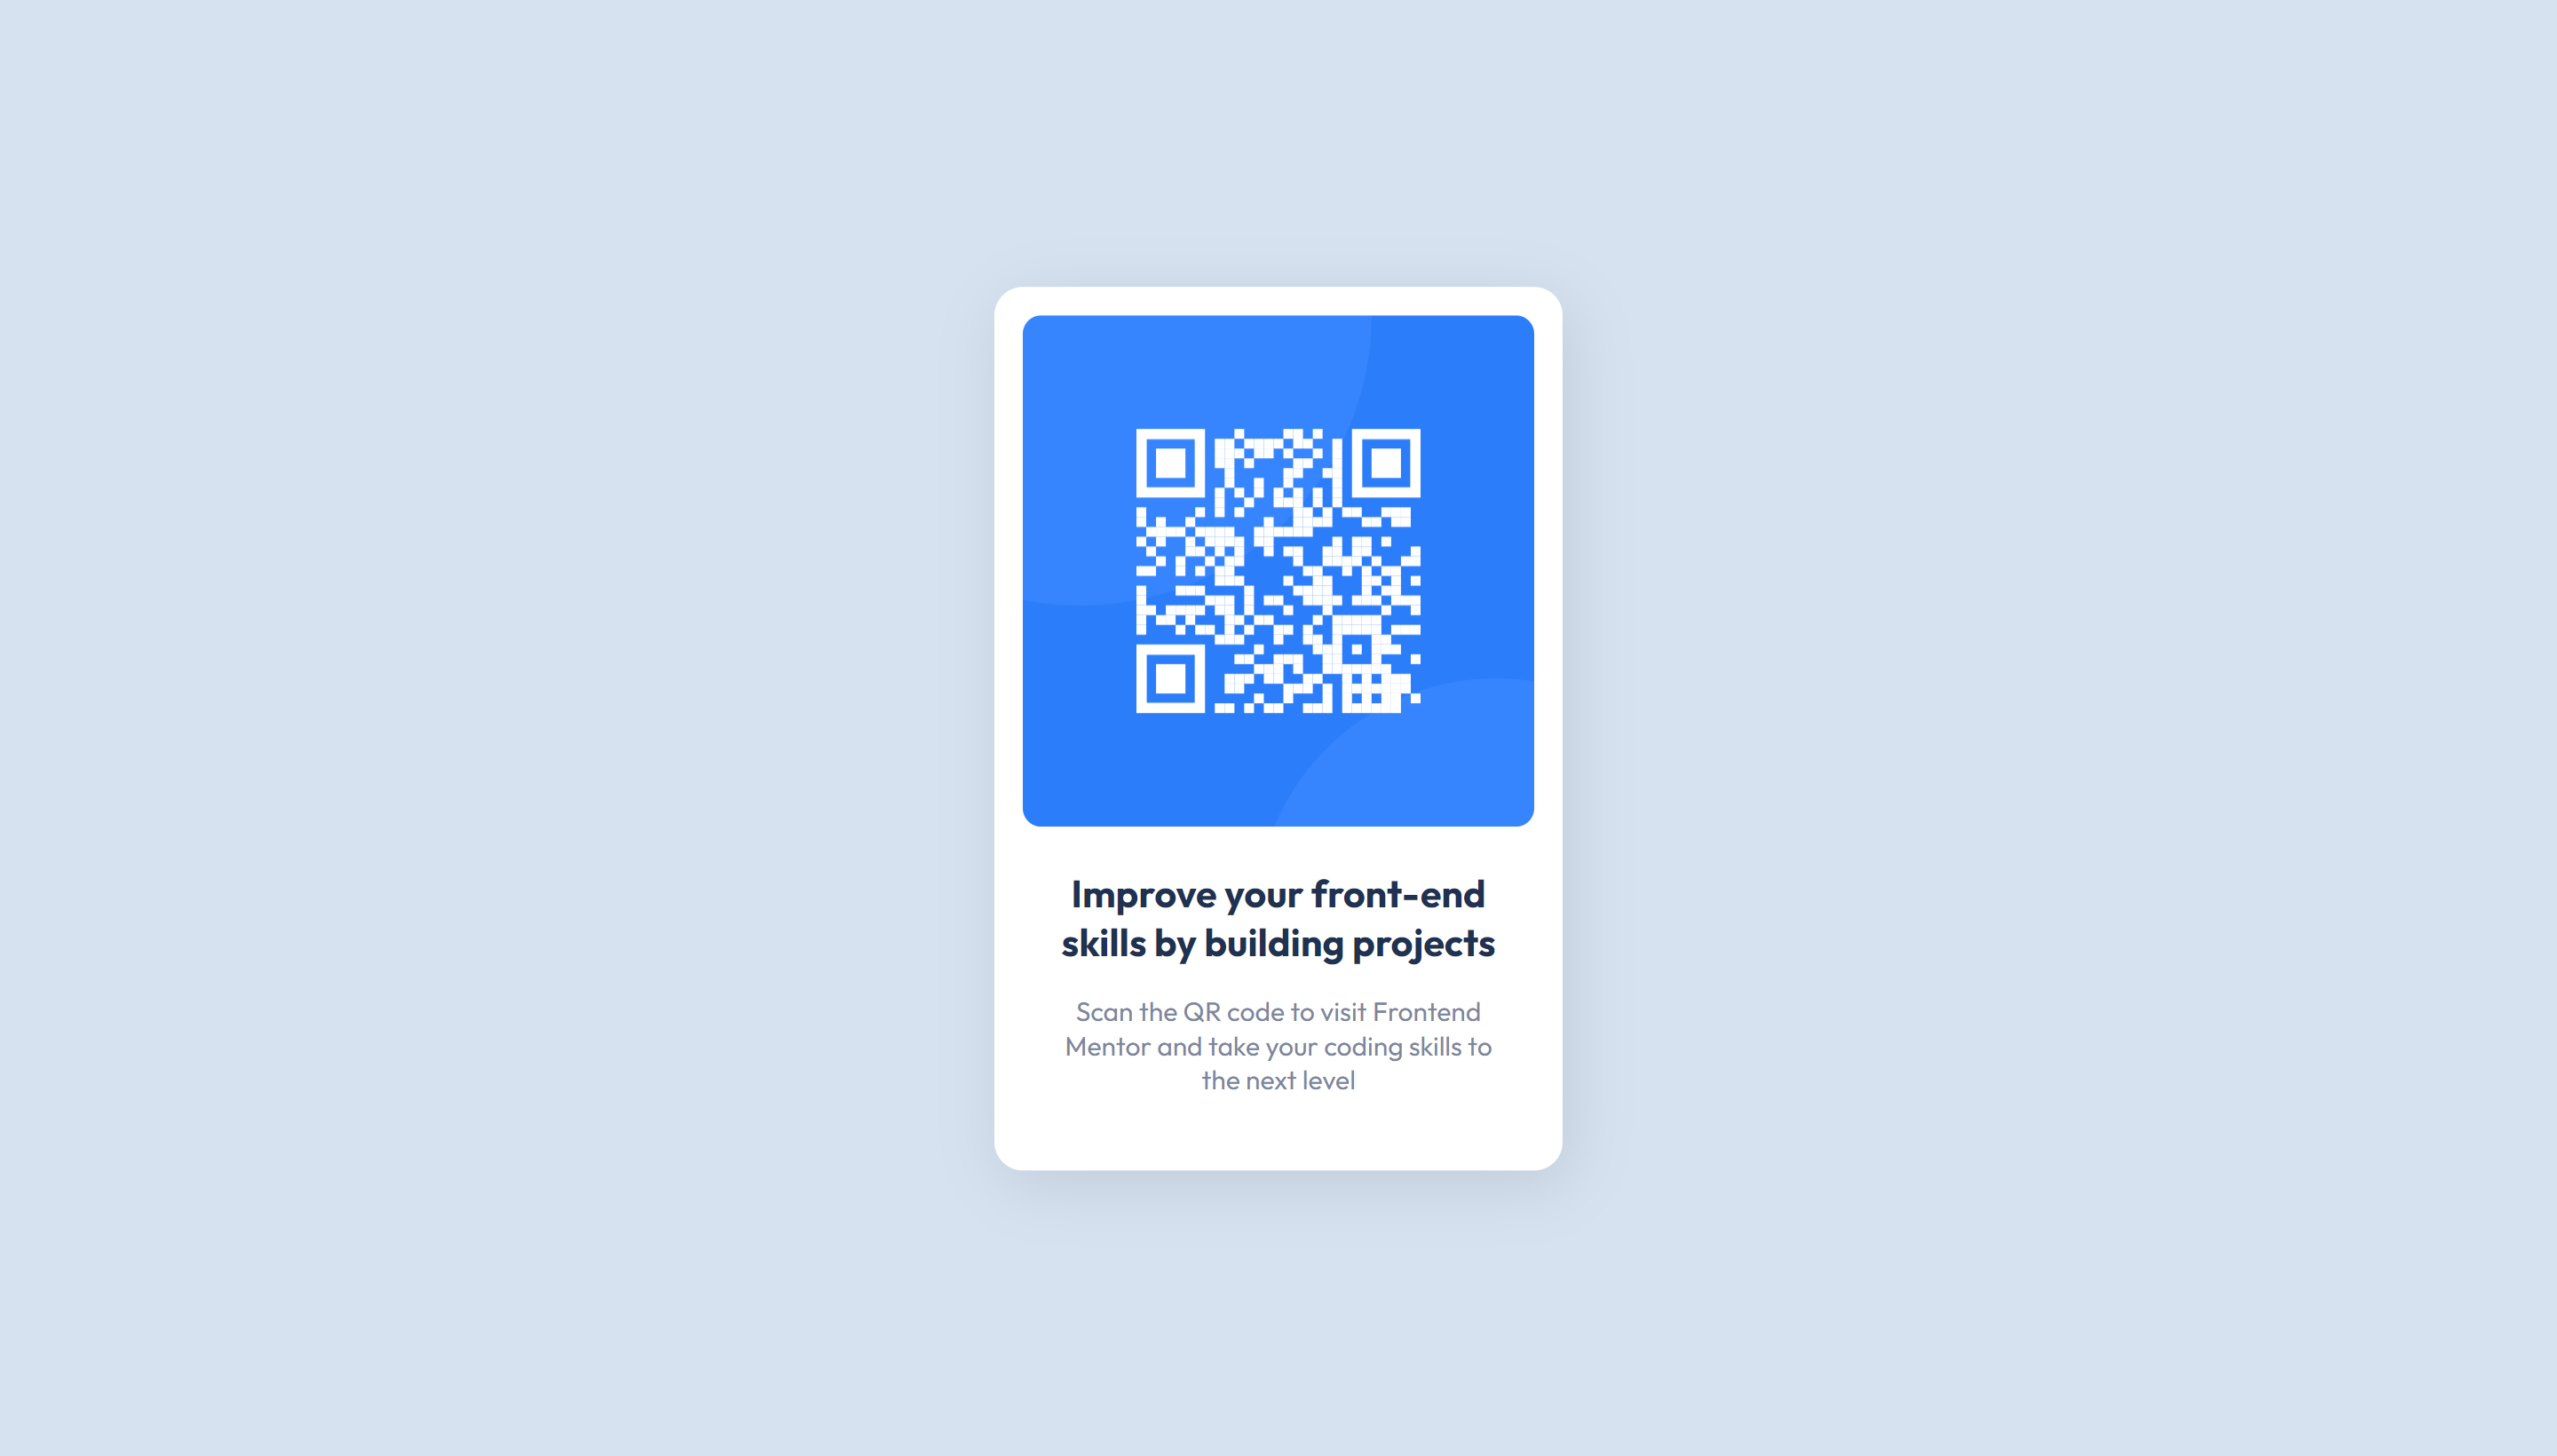 Improve your front-end
skills by building projects
Scan the QR code to visit Frontend
Mentor and take your coding skills to
the next level